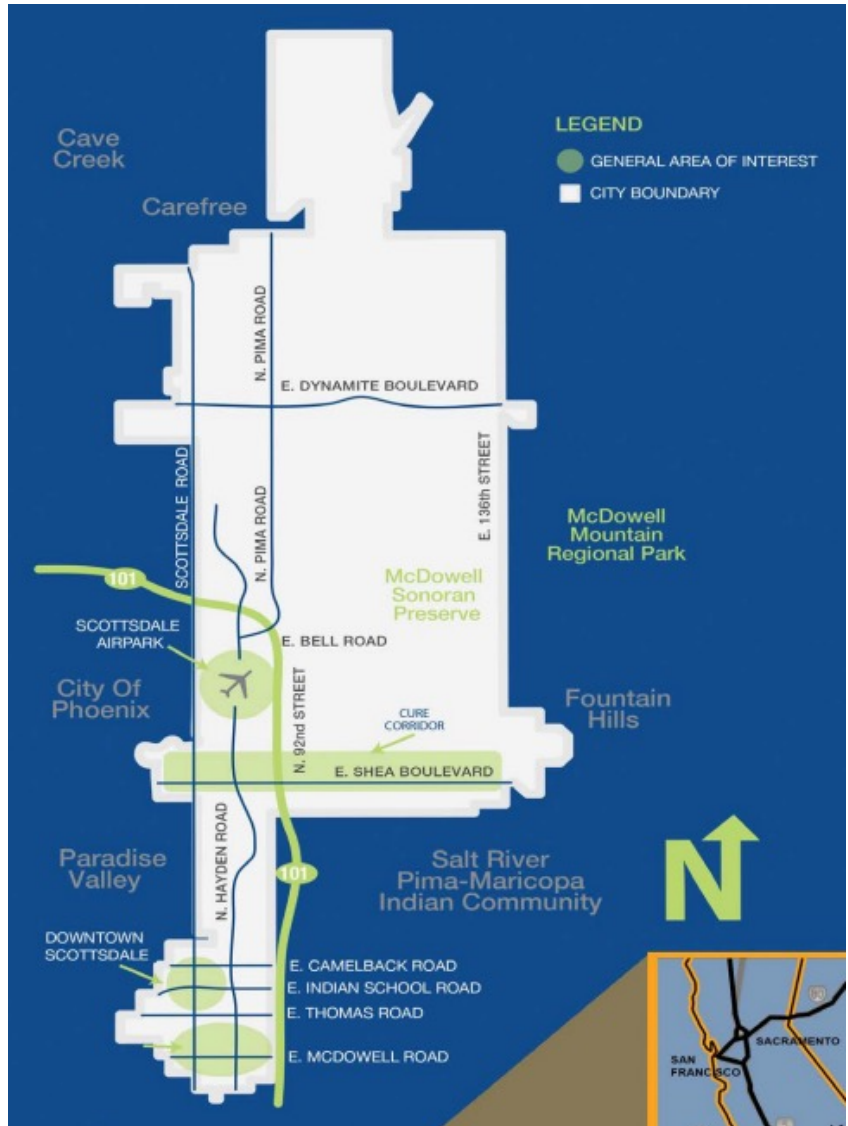 Cave
Creek
Carefree
LEGEND
GENERAL AREA OF INTEREST
CITY BOUNDARY
N. PIMA ROAD
E. DYNAMITE BOULEVARD
SCOTTSDALE ROAD
N. PIMA ROAD
E. 136th STREET
McDowell
Mountain
Regional Park
McDowell
Sonoran
Preserve
101
SCOTTSDALE
AIRPARK
E. BELL ROAD
City Of
Phoenix
N. 92nd STREET
Fountain
Hills
CURE
CORRIDOR
E. SHEA BOULEVARD
N. HAYDEN ROAD
Paradise
Valley
101
Salt River
Pima-Maricopa
Indian Community
N
DOWNTOWN
SCOTTSDALE
E. CAMELBACK ROAD
E. INDIAN SCHOOL ROAD
E. THOMAS ROAD
E. MCDOWELL ROAD
SACRAMENTO
SAN
FRANCISCO